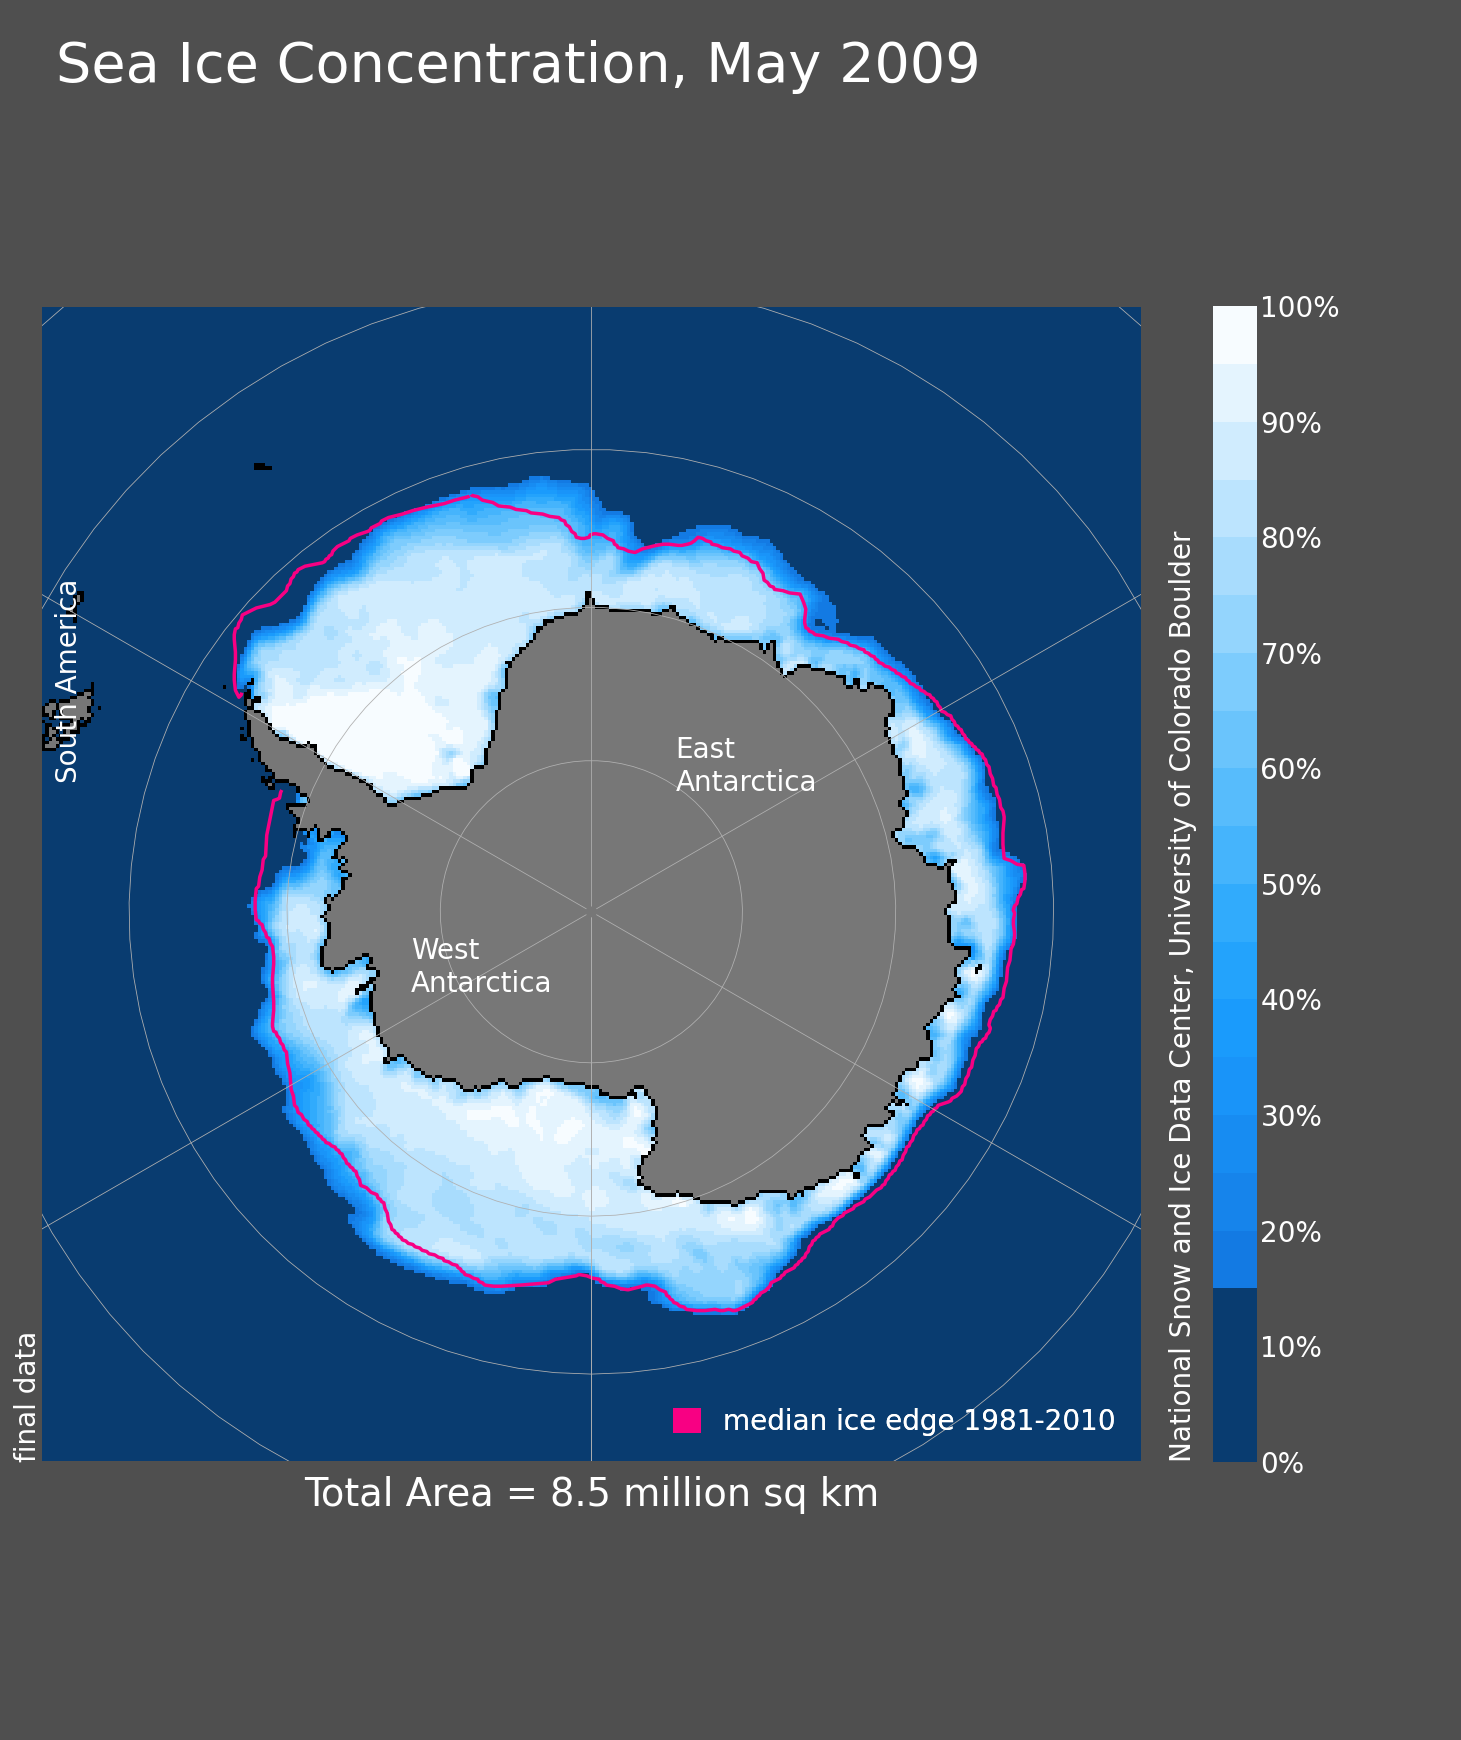 Sea Ice Concentration, May 2009
South America
East
Antarctica
West
Antarctica
median ice edge 1981-2010
final data
Total Area = 8.5 million sq km
National Snow and Ice Data Center, University of Colorado Boulder
100%
90%
80%
70%
60%
50%
40%
30%
20%
10%
0%